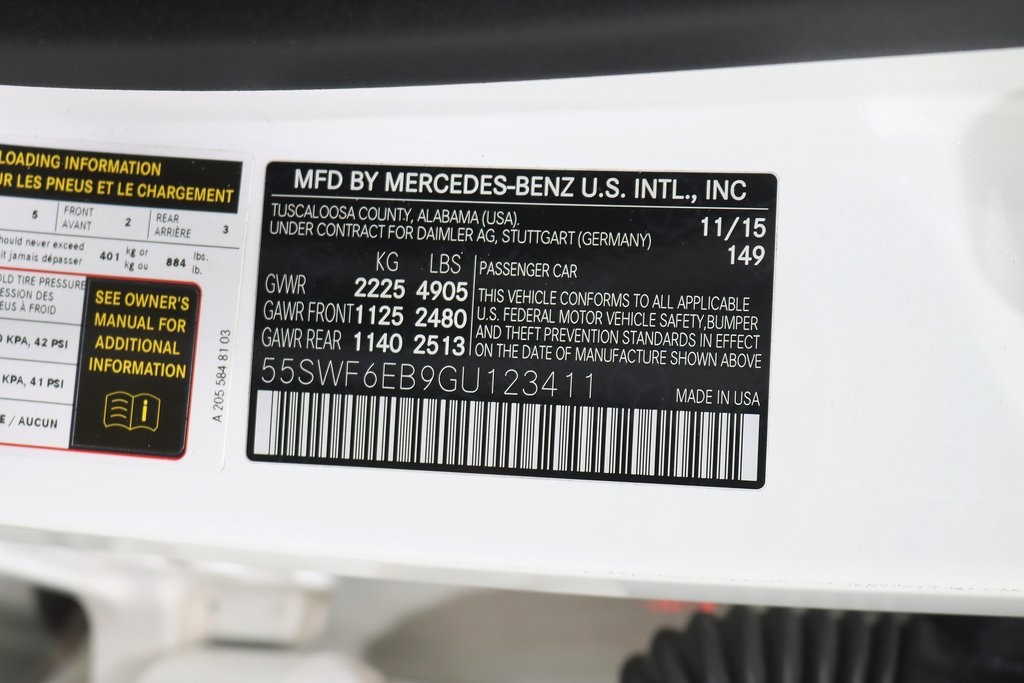 LOADING INFORMATION
UR LES PNEUS ET LE CHARGEMENT
5 FRONT AVANT 2 REAR ARRIÈRE 3
hould never exceed
it jamais dépasser 401 kg or kg ou 884 lbs. lb.
OLD TIRE PRESSURE
ESSION DES
EUS À FROID
KPA, 42 PSI
KPA, 41 PSI
E / AUCUN
SEE OWNER'S
MANUAL FOR
ADDITIONAL
INFORMATION
i
A 205 584 81 03
MFD BY MERCEDES-BENZ U.S. INTL., INC
TUSCALOOSA COUNTY, ALABAMA (USA). 11/15
UNDER CONTRACT FOR DAIMLER AG, STUTTGART (GERMANY) 149
KG LBS
GVWR 2225 4905
GAWR FRONT 1125 2480
GAWR REAR 1140 2513
PASSENGER CAR
THIS VEHICLE CONFORMS TO ALL APPLICABLE
U.S. FEDERAL MOTOR VEHICLE SAFETY,BUMPER
AND THEFT PREVENTION STANDARDS IN EFFECT
ON THE DATE OF MANUFACTURE SHOWN ABOVE
55SWF6EB9GU123411
MADE IN USA